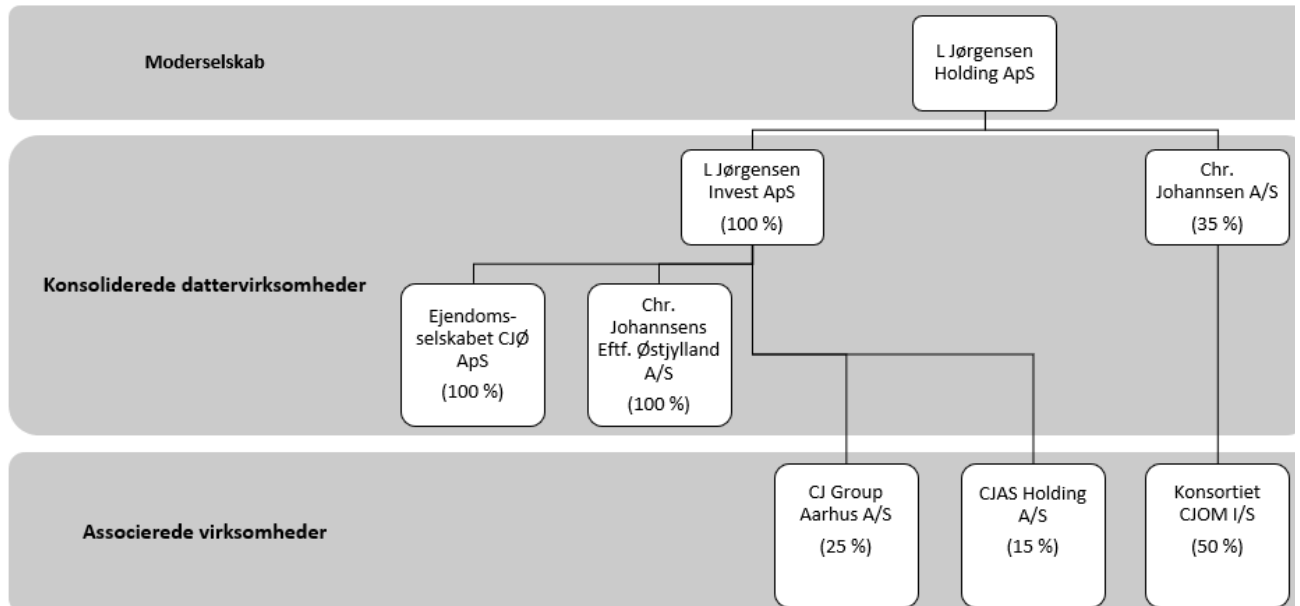 Moderselskab
L Jørgensen
Holding ApS
L Jørgensen
Invest ApS
(100 %)
Chr.
Johannsen A/S
(35 %)
Konsoliderede dattervirksomheder
Ejendoms-
selskabet CJØ
ApS
(100 %)
Chr.
Johannsens
Eftf. Østjylland
A/S
(100 %)
Associerede virksomheder
CJ Group
Aarhus A/S
(25 %)
CJAS Holding
A/S
(15 %)
Konsortiet
CJOM I/S
(50 %)